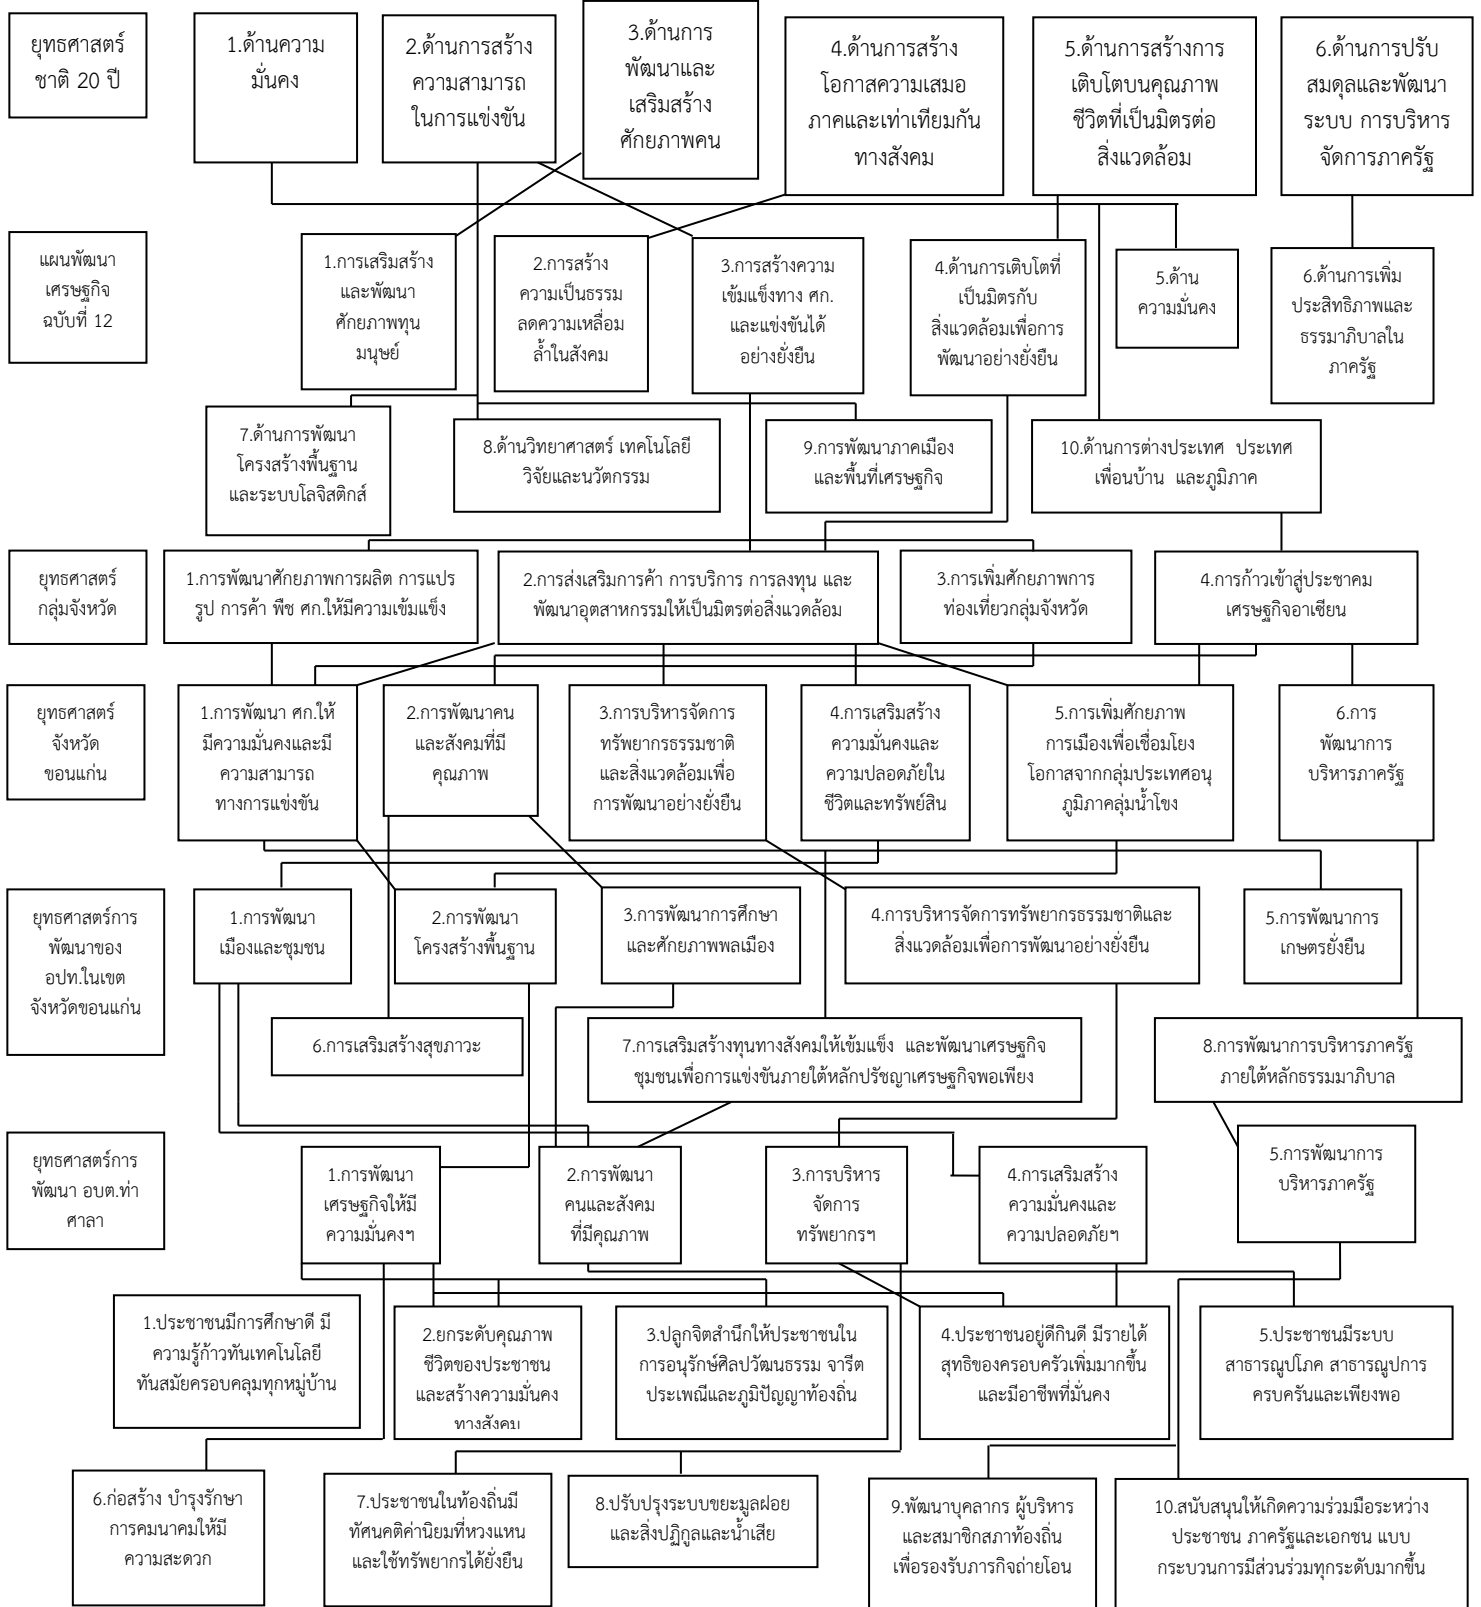 ยุทธศาสตร์
ชาติ 20 ปี
1.ด้านความ
มั่นคง
2.ด้านการสร้าง
ความสามารถ
ในการแข่งขัน
3.ด้านการ
พัฒนาและ
เสริมสร้าง
ศักยภาพคน
4.ด้านการสร้าง
โอกาสความเสมอ
ภาคและเท่าเทียมกัน
ทางสังคม
5.ด้านการสร้างการ
เติบโตบนคุณภาพ
ชีวิตที่เป็นมิตรต่อ
สิ่งแวดล้อม
6.ด้านการปรับ
สมดุลและพัฒนา
ระบบ การบริหาร
จัดการภาครัฐ
แผนพัฒนา
เศรษฐกิจ
ฉบับที่ 12
1.การเสริมสร้าง
และพัฒนา
ศักยภาพทุน
มนุษย์
2.การสร้าง
ความเป็นธรรม
ลดความเหลื่อม
ล้ำในสังคม
3.การสร้างความ
เข้มแข็งทาง ศก.
และแข่งขันได้
อย่างยั่งยืน
4.ด้านการเติบโตที่
เป็นมิตรกับ
สิ่งแวดล้อมเพื่อการ
พัฒนาอย่างยั่งยืน
5.ด้าน
ความมั่นคง
6.ด้านการเพิ่ม
ประสิทธิภาพและ
ธรรมาภิบาลใน
ภาครัฐ
7.ด้านการพัฒนา
โครงสร้างพื้นฐาน
และระบบโลจิสติกส์
8.ด้านวิทยาศาสตร์ เทคโนโลยี
วิจัยและนวัตกรรม
9.การพัฒนาภาคเมือง
และพื้นที่เศรษฐกิจ
10.ด้านการต่างประเทศ ประเทศ
เพื่อนบ้าน และภูมิภาค
ยุทธศาสตร์
กลุ่มจังหวัด
1.การพัฒนาศักยภาพการผลิต การแปร
รูป การค้า พืช ศก.ให้มีความเข้มแข็ง
2.การส่งเสริมการค้า การบริการ การลงทุน และ
พัฒนาอุตสาหกรรมให้เป็นมิตรต่อสิ่งแวดล้อม
3.การเพิ่มศักยภาพการ
ท่องเที่ยวกลุ่มจังหวัด
4.การก้าวเข้าสู่ประชาคม
เศรษฐกิจอาเซียน
ยุทธศาสตร์
จังหวัด
ขอนแก่น
1.การพัฒนา ศก.ให้
มีความมั่นคงและมี
ความสามารถ
ทางการแข่งขัน
2.การพัฒนาคน
และสังคมที่มี
คุณภาพ
3.การบริหารจัดการ
ทรัพยากรธรรมชาติ
และสิ่งแวดล้อมเพื่อ
การพัฒนาอย่างยั่งยืน
4.การเสริมสร้าง
ความมั่นคงและ
ความปลอดภัยใน
ชีวิตและทรัพย์สิน
5.การเพิ่มศักยภาพ
การเมืองเพื่อเชื่อมโยง
โอกาสจากกลุ่มประเทศอนุ
ภูมิภาคลุ่มน้ำโขง
6.การ
พัฒนาการ
บริหารภาครัฐ
ยุทธศาสตร์การ
พัฒนาของ
อปท.ในเขต
จังหวัดขอนแก่น
1.การพัฒนา
เมืองและชุมชน
2.การพัฒนา
โครงสร้างพื้นฐาน
3.การพัฒนาการศึกษา
และศักยภาพพลเมือง
4.การบริหารจัดการทรัพยากรธรรมชาติและ
สิ่งแวดล้อมเพื่อการพัฒนาอย่างยั่งยืน
5.การพัฒนาการ
เกษตรยั่งยืน
6.การเสริมสร้างสุขภาวะ
7.การเสริมสร้างทุนทางสังคมให้เข้มแข็ง และพัฒนาเศรษฐกิจ
ชุมชนเพื่อการแข่งขันภายใต้หลักปรัชญาเศรษฐกิจพอเพียง
8.การพัฒนาการบริหารภาครัฐ
ภายใต้หลักธรรมมาภิบาล
ยุทธศาสตร์การ
พัฒนา อบต.ท่า
ศาลา
1.การพัฒนา
เศรษฐกิจให้มี
ความมั่นคงฯ
2.การพัฒนา
คนและสังคม
ที่มีคุณภาพ
3.การบริหาร
จัดการ
ทรัพยากรฯ
4.การเสริมสร้าง
ความมั่นคงและ
ความปลอดภัยฯ
5.การพัฒนาการ
บริหารภาครัฐ
1.ประชาชนมีการศึกษาดี มี
ความรู้ก้าวทันเทคโนโลยี
ทันสมัยครอบคลุมทุกหมู่บ้าน
2.ยกระดับคุณภาพ
ชีวิตของประชาชน
และสร้างความมั่นคง
ทางสังคม
3.ปลูกจิตสำนึกให้ประชาชนใน
การอนุรักษ์ศิลปวัฒนธรรม จารีต
ประเพณีและภูมิปัญญาท้องถิ่น
4.ประชาชนอยู่ดีกินดี มีรายได้
สุทธิของครอบครัวเพิ่มมากขึ้น
และมีอาชีพที่มั่นคง
5.ประชาชนมีระบบ
สาธารณูปโภค สาธารณูปการ
ครบครันและเพียงพอ
6.ก่อสร้าง บำรุงรักษา
การคมนาคมให้มี
ความสะดวก
7.ประชาชนในท้องถิ่นมี
ทัศนคติค่านิยมที่หวงแหน
และใช้ทรัพยากรได้ยั่งยืน
8.ปรับปรุงระบบขยะมูลฝอย
และสิ่งปฏิกูลและน้ำเสีย
9.พัฒนาบุคลากร ผู้บริหาร
และสมาชิกสภาท้องถิ่น
เพื่อรองรับภารกิจถ่ายโอน
10.สนับสนุนให้เกิดความร่วมมือระหว่าง
ประชาชน ภาครัฐและเอกชน แบบ
กระบวนการมีส่วนร่วมทุกระดับมากขึ้น